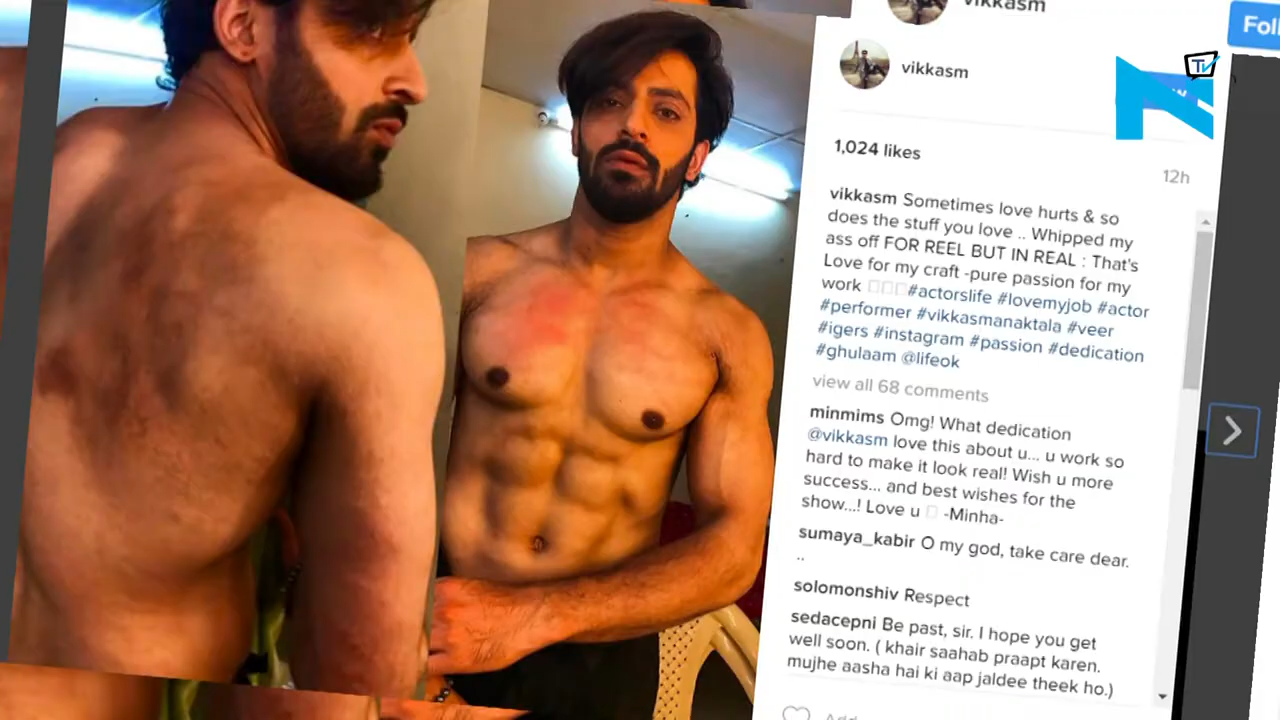 vikkasm
Foll
vikkasm
TV
1,024 likes
12h
vikkasm Sometimes love hurts & so
does the stuff you love .. Whipped my
ass off FOR REEL BUT IN REAL : That's
Love for my craft -pure passion for my
work #actorslife #lovemyjob #actor
#performer #vikkasmanaktala #veer
#igers #instagram #passion #dedication
#ghulaam @lifeok
view all 68 comments
minmims Omg! What dedication
@vikkasm love this about u... u work so
hard to make it look real! Wish u more
success... and best wishes for the
show...! Love u -Minha-
sumaya_kabir O my god, take care dear.
..
solomonshiv Respect
sedacepni Be past, sir. I hope you get
well soon. ( khair saahab praapt karen.
mujhe aasha hai ki aap jaldee theek ho.)